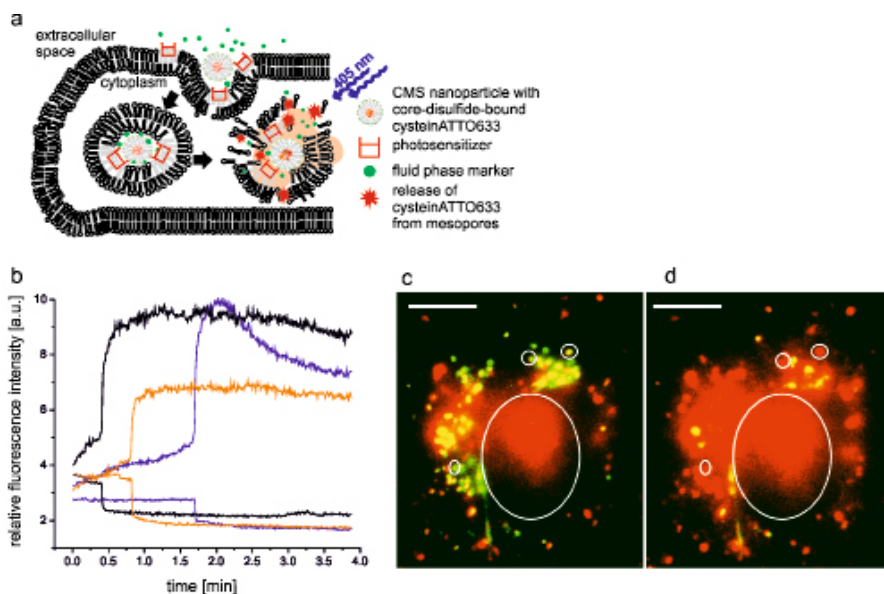 a
extracellular
space
cytoplasm
405 nm
CMS nanoparticle with
core-disulfide-bound
cysteinATTO633
photosensitizer
fluid phase marker
release of
cysteinATTO633
from mesopores
b
relative fluorescence intensity [a.u.]
10
8
6
4
2
0.0 0.5 1.0 1.5 2.0 2.5 3.0 3.5 4.0
time [min]
c
d